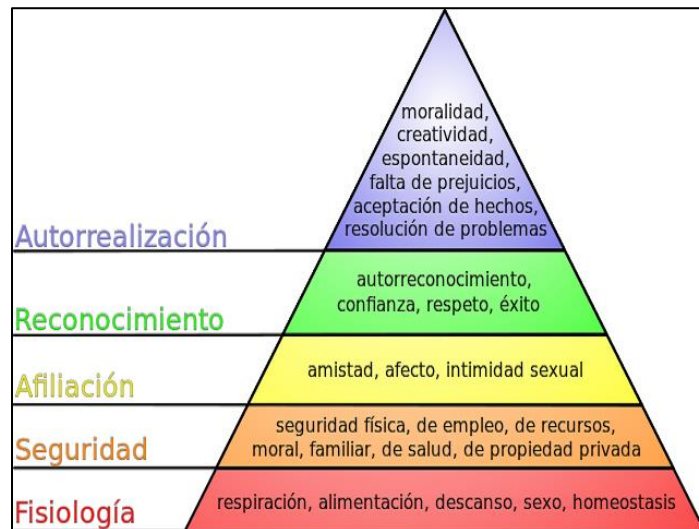 moralidad,
creatividad,
espontaneidad,
falta de prejuicios,
aceptación de hechos,
resolución de problemas
Autorrealización
autorreconocimiento,
confianza, respeto, éxito
Reconocimiento
amistad, afecto, intimidad sexual
Afiliación
seguridad física, de empleo, de recursos,
moral, familiar, de salud, de propiedad privada
Seguridad
respiración, alimentación, descanso, sexo, homeostasis
Fisiología